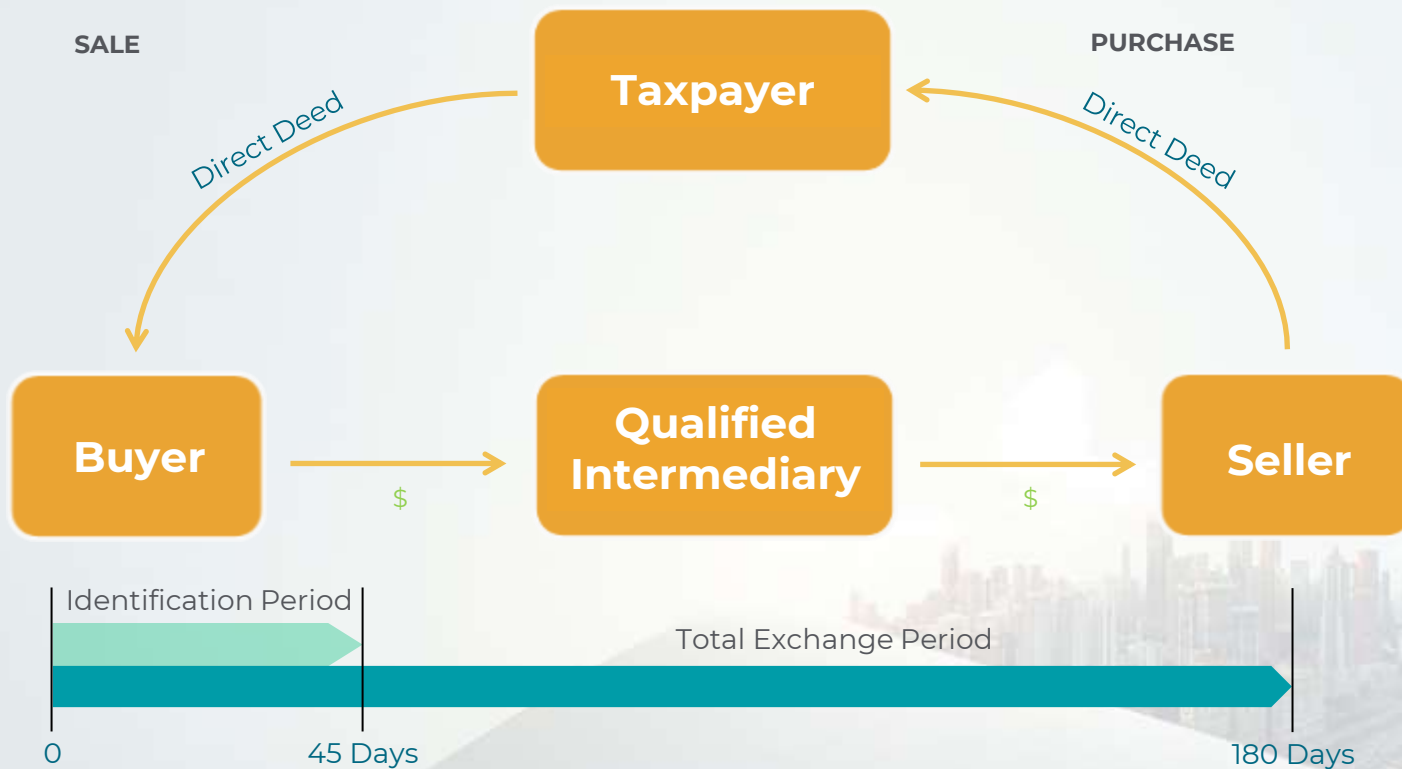 SALE
PURCHASE
Taxpayer
Direct Deed
Direct Deed
Buyer
Qualified
Intermediary
Seller
$
$
Identification Period
Total Exchange Period
0
45 Days
180 Days